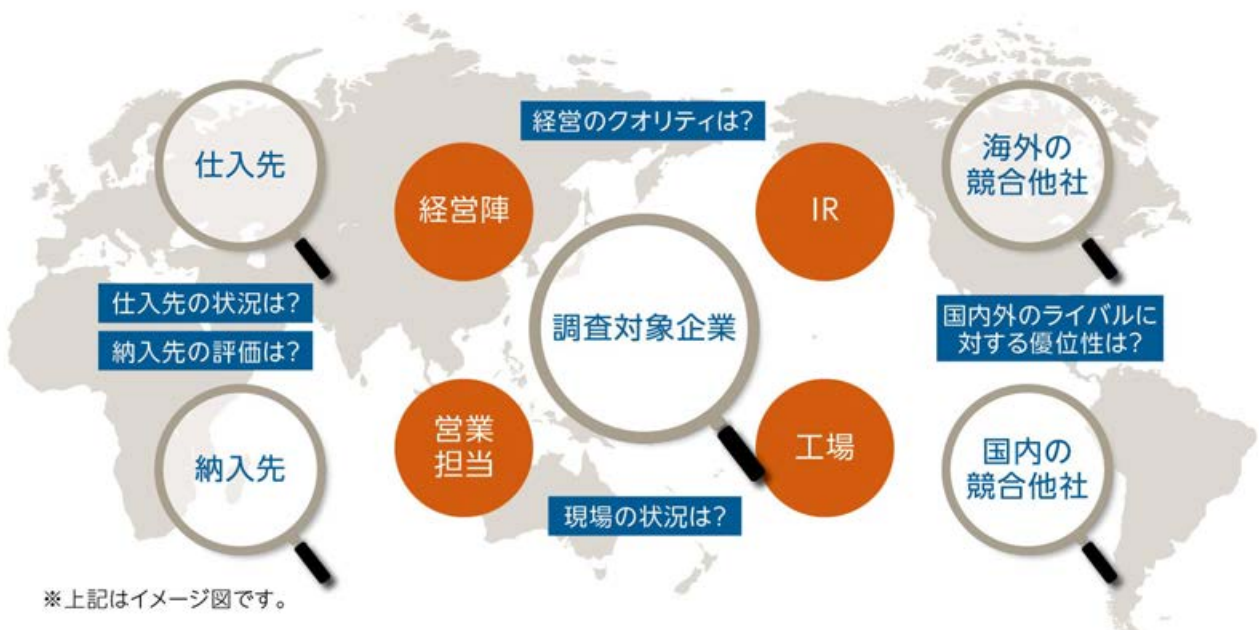 経営のクオリティは?
仕入先
経営陣
IR
海外の
競合他社
調査対象企業
仕入先の状況は?
納入先の評価は?
国内外のライバルに
対する優位性は?
納入先
営業
担当
工場
国内の
競合他社
現場の状況は?
※上記はイメージ図です。